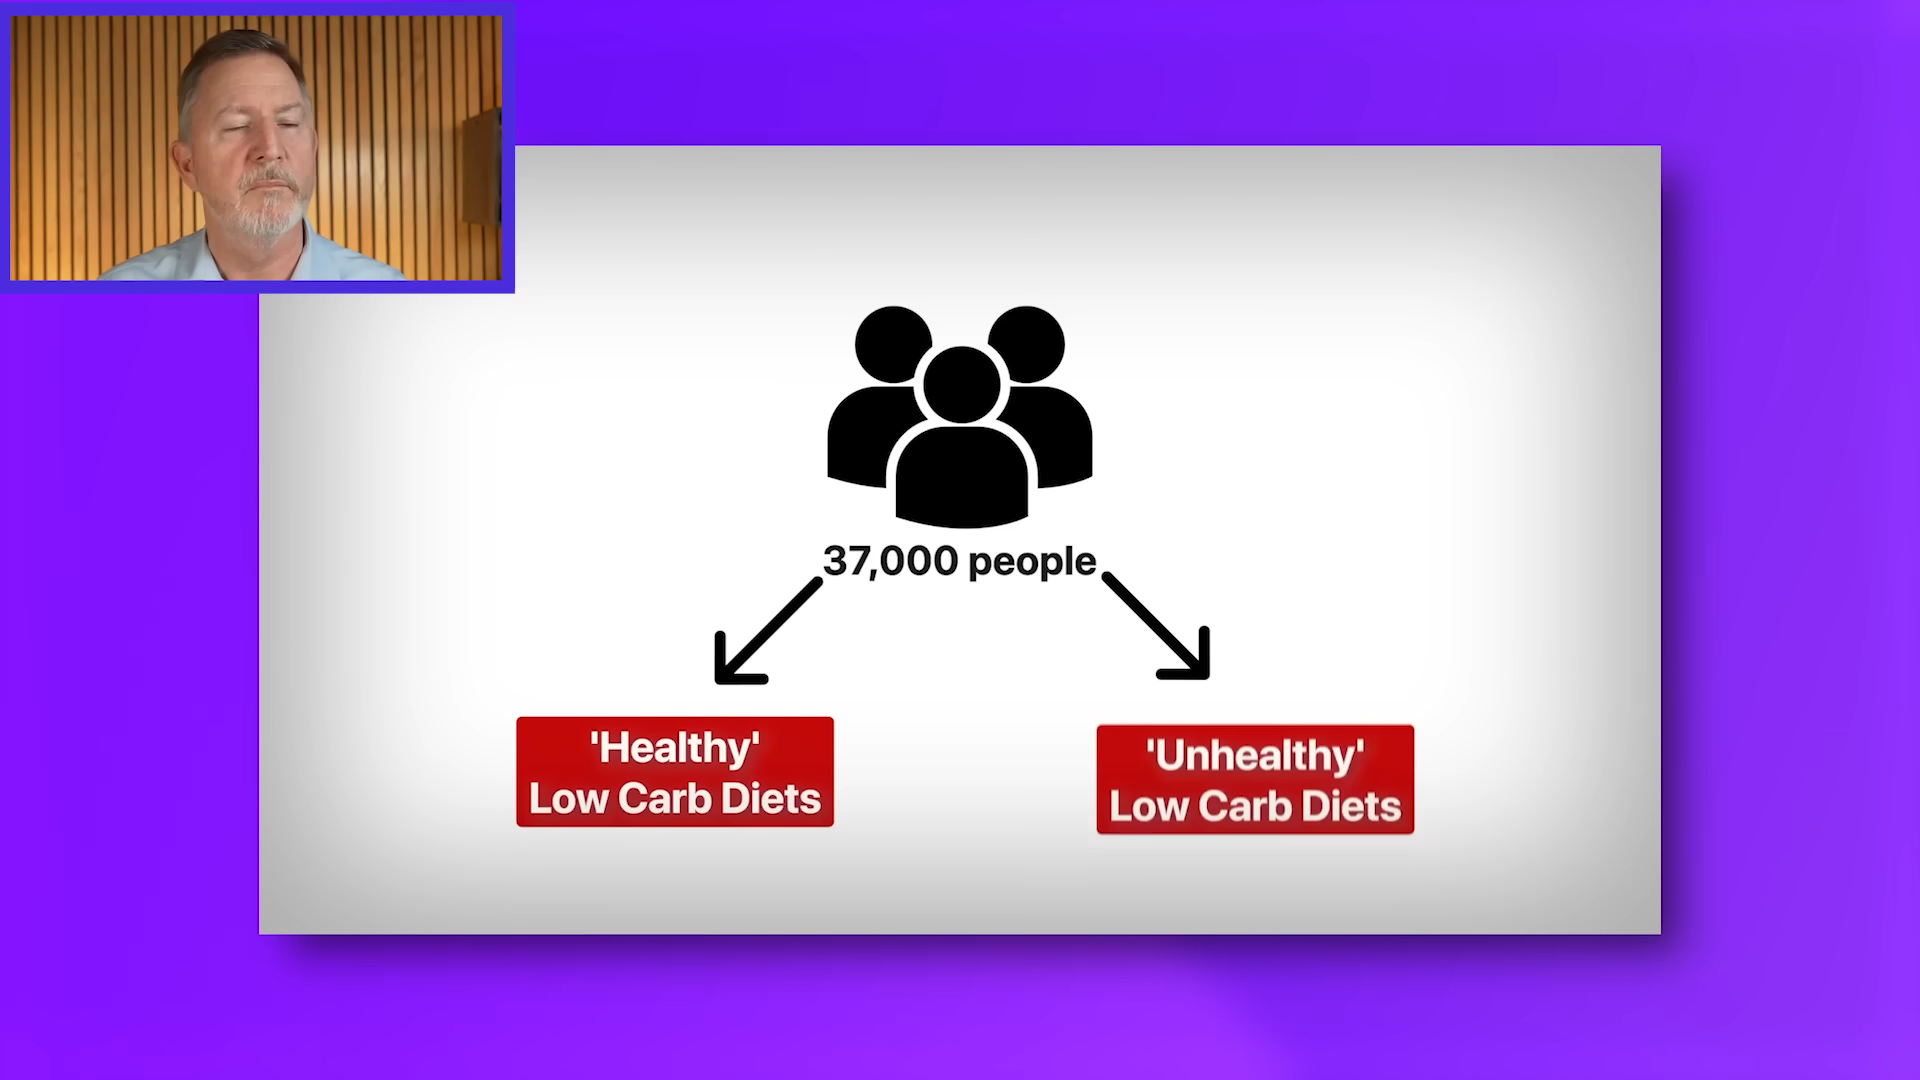 37,000 people
'Healthy'
Low Carb Diets
'Unhealthy'
Low Carb Diets